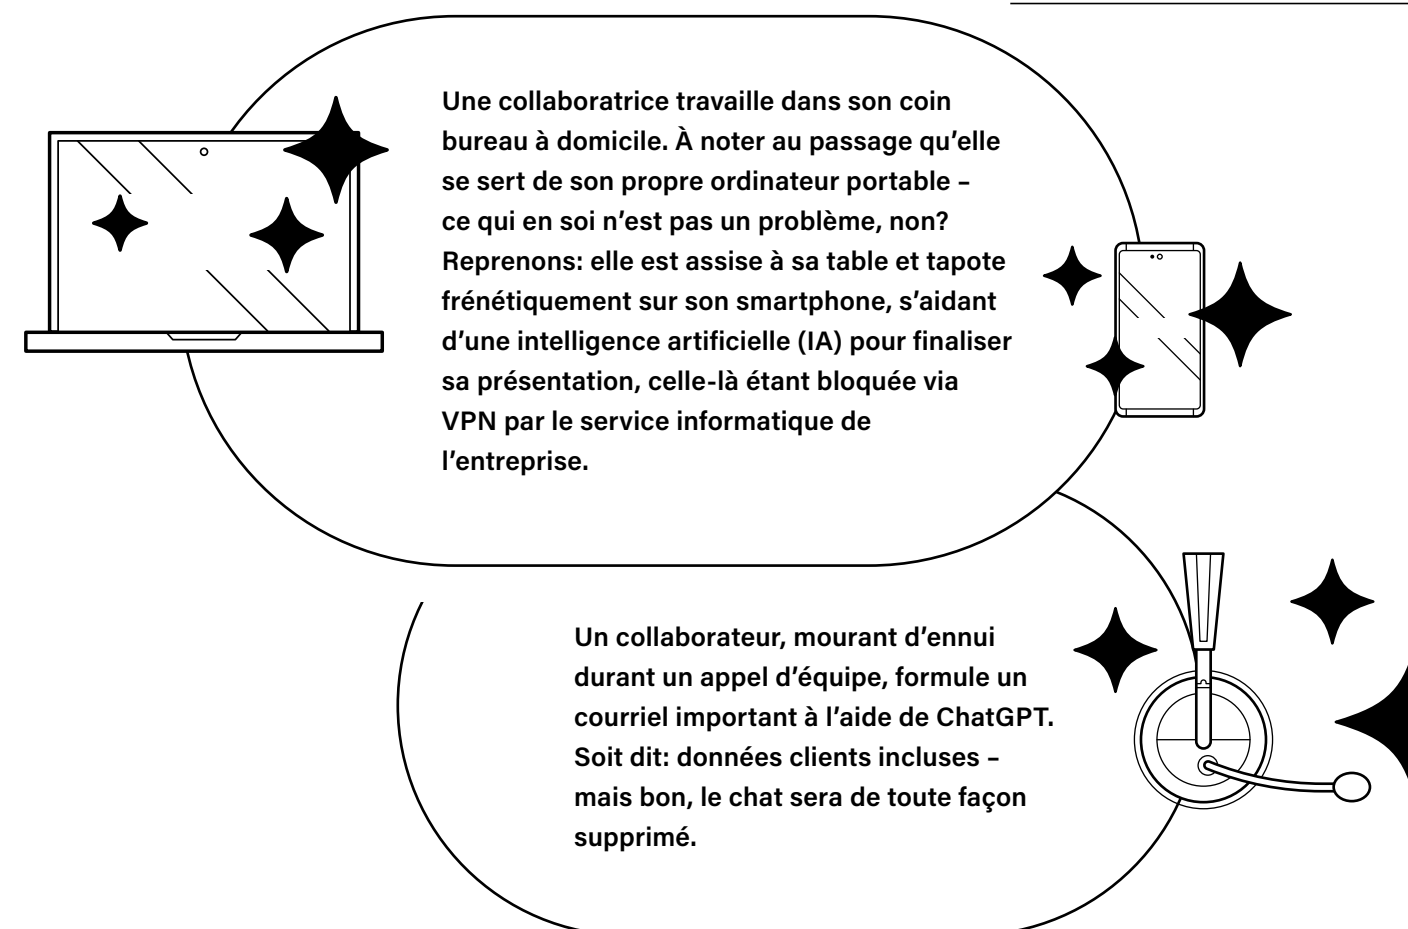 Une collaboratrice travaille dans son coin
bureau à domicile. À noter au passage qu’elle
se sert de son propre ordinateur portable –
ce qui en soi n’est pas un problème, non?
Reprenons: elle est assise à sa table et tapote
frénétiquement sur son smartphone, s’aidant
d’une intelligence artificielle (IA) pour finaliser
sa présentation, celle-là étant bloquée via
VPN par le service informatique de
l’entreprise.
Un collaborateur, mourant d’ennui
durant un appel d’équipe, formule un
courriel important à l’aide de ChatGPT.
Soit dit: données clients incluses –
mais bon, le chat sera de toute façon
supprimé.